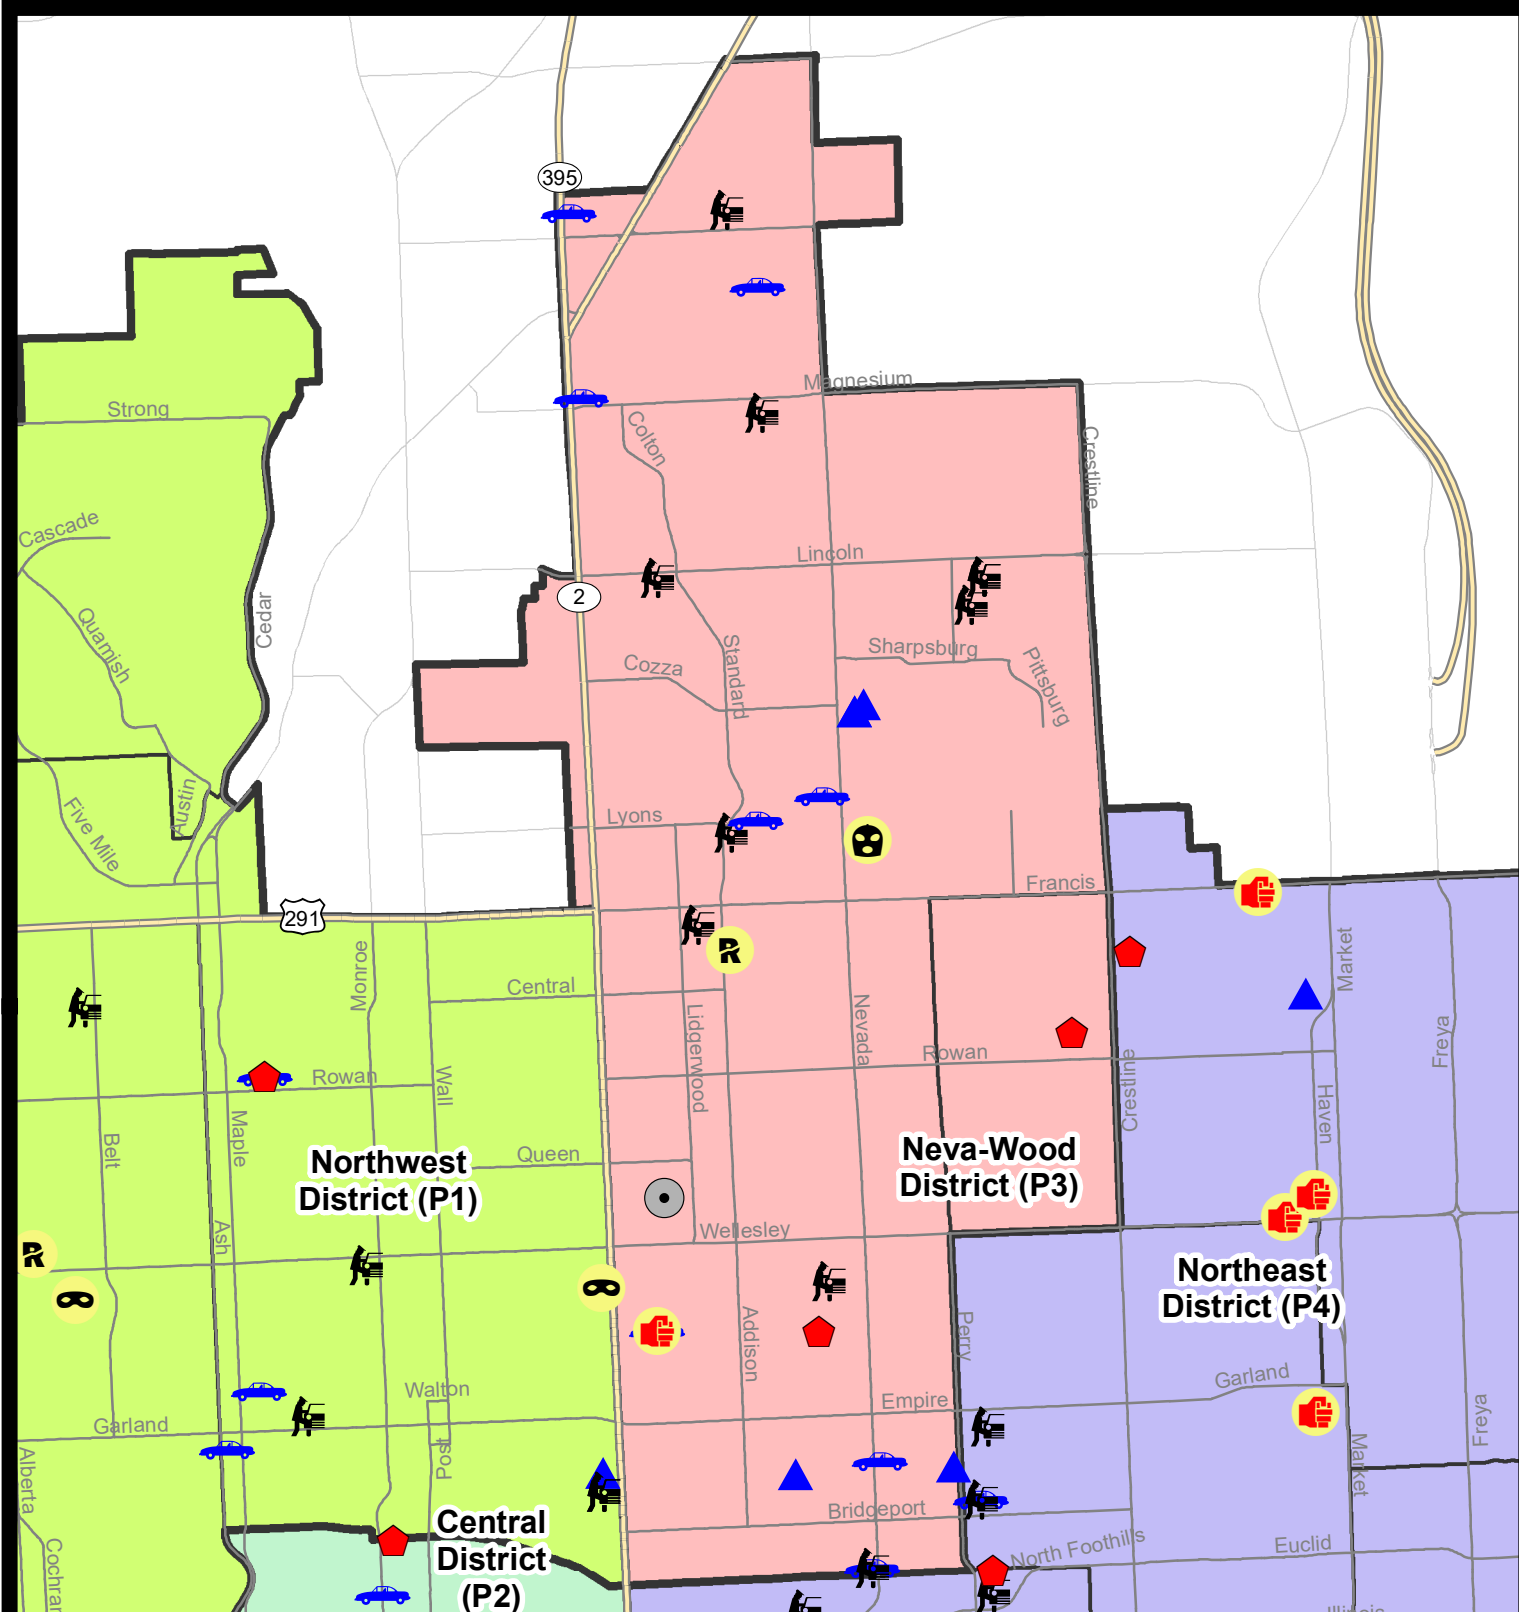 395
Magnesium
Strong
Colton
Crestline
Cascade
Lincoln
2
Cedar
Quamish
Standard
Sharpsburg
Cozza
Pittsburg
Austin
Five Mile
Lyons
Francis
291
Market
Monroe
Central
Lidgerwood
Nevada
Freya
Rowan
Rowan
Wall
Crestline
Haven
Maple
Belt
Northwest
District (P1)
Queen
Neva-Wood
District (P3)
Ash
Wellesley
R
R
Northeast
District (P4)
Addison
Perry
Walton
Garland
Empire
Garland
Freya
Post
Alberta
Market
Central
District
(P2)
Bridgeport
North Foothills
Euclid
Cochran
Illinois